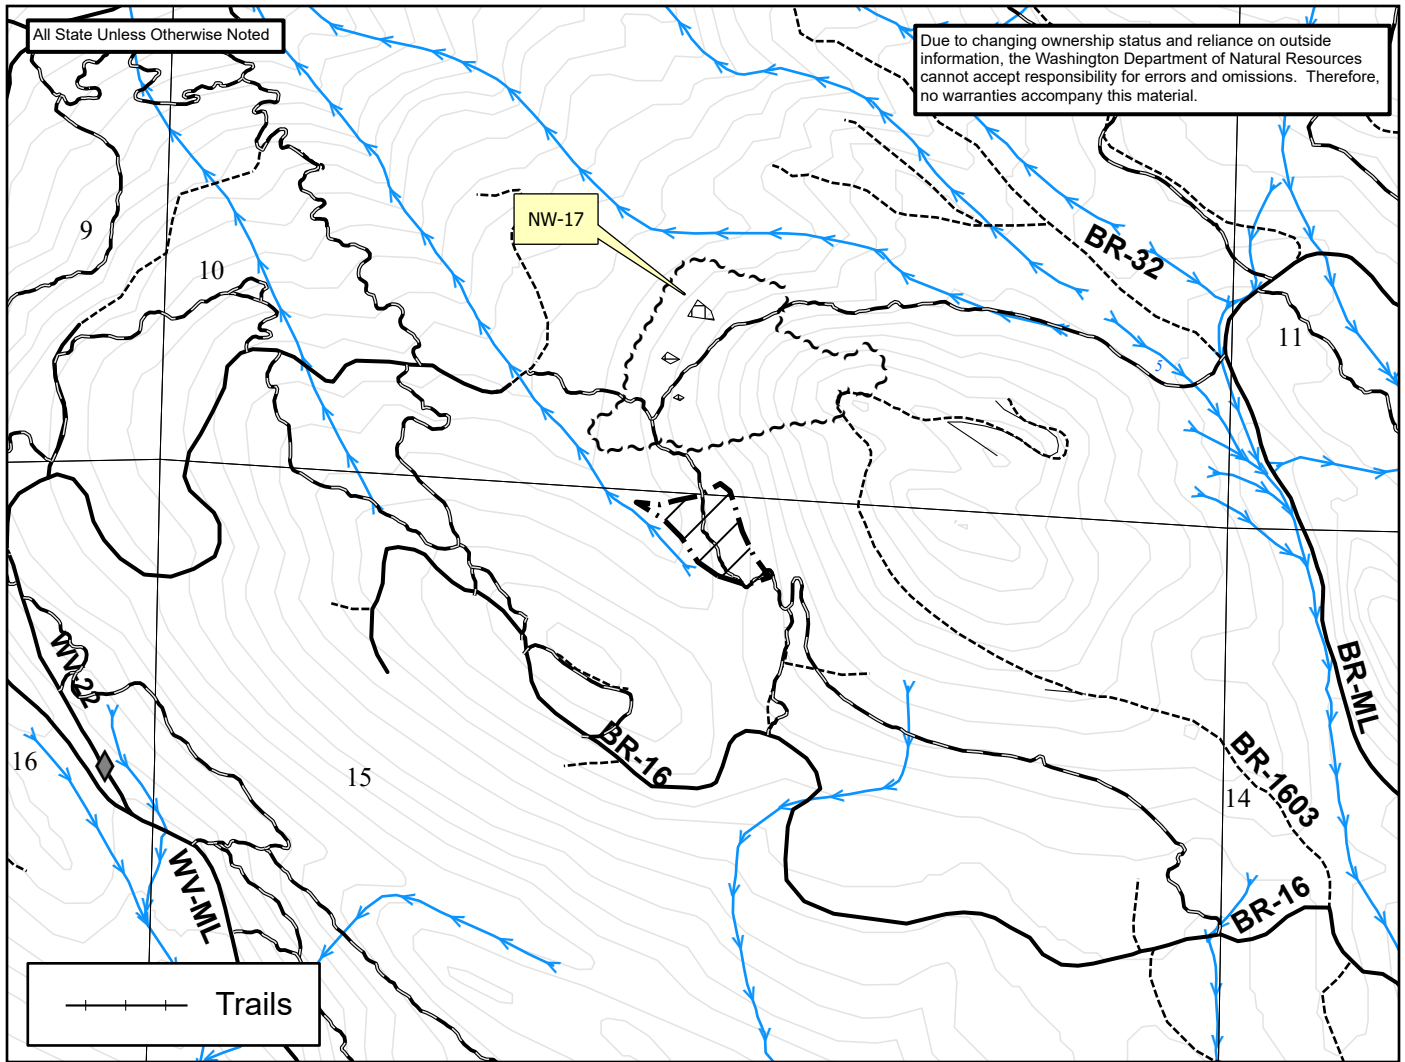 All State Unless Otherwise Noted
Due to changing ownership status and reliance on outside
information, the Washington Department of Natural Resources
cannot accept responsibility for errors and omissions.  Therefore,
no warranties accompany this material.
NW-17
9
10
BR-32
11
5
WV-22
BR-ML
16
15
BR-16
BR-1603
14
WV-ML
BR-16
Trails